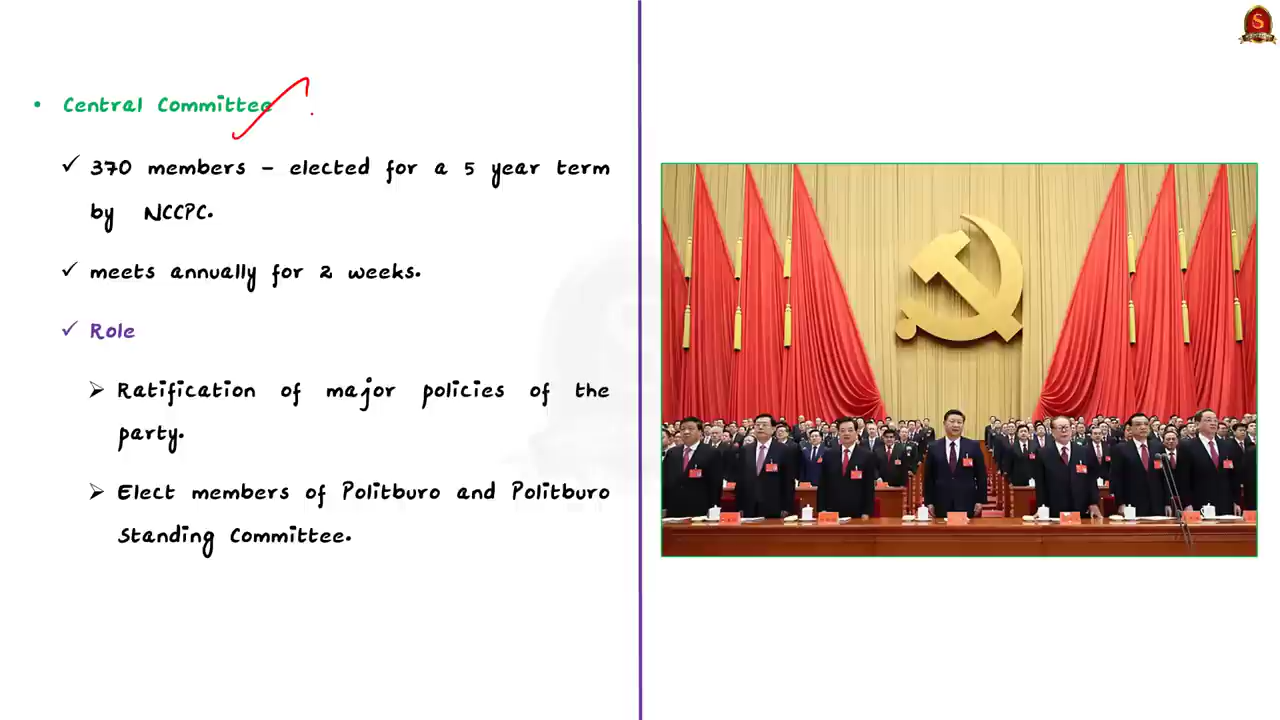 • Central Committee
✓ 370 members – elected for a 5 year term
by NCCPC.
✓ meets annually for 2 weeks.
✓ Role
➢ Ratification of major policies of the
party.
➢ Elect members of Politburo and Politburo
Standing Committee.
S